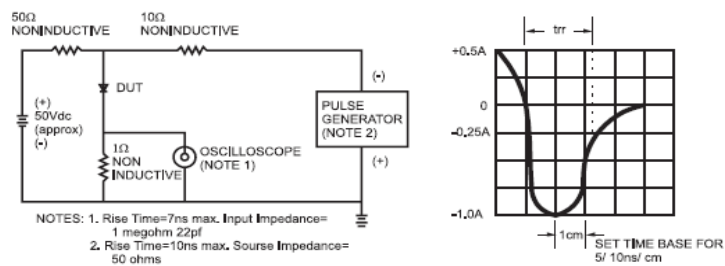 50Ω
NONINDUCTIVE
10Ω
NONINDUCTIVE
DUT
(+)
50Vdc
(approx)
(-)
1Ω
NON
INDUCTIVE
OSCILLOSCOPE
(NOTE 1)
(-)
PULSE
GENERATOR
(NOTE 2)
(+)
NOTES: 1. Rise Time=7ns max. Input Impedance=
1 megohm 22pf
2. Rise Time=10ns max. Sourse Impedance=
50 ohms
trr
+0.5A
0
-0.25A
-1.0A
1cm
SET TIME BASE FOR
5/ 10ns/ cm